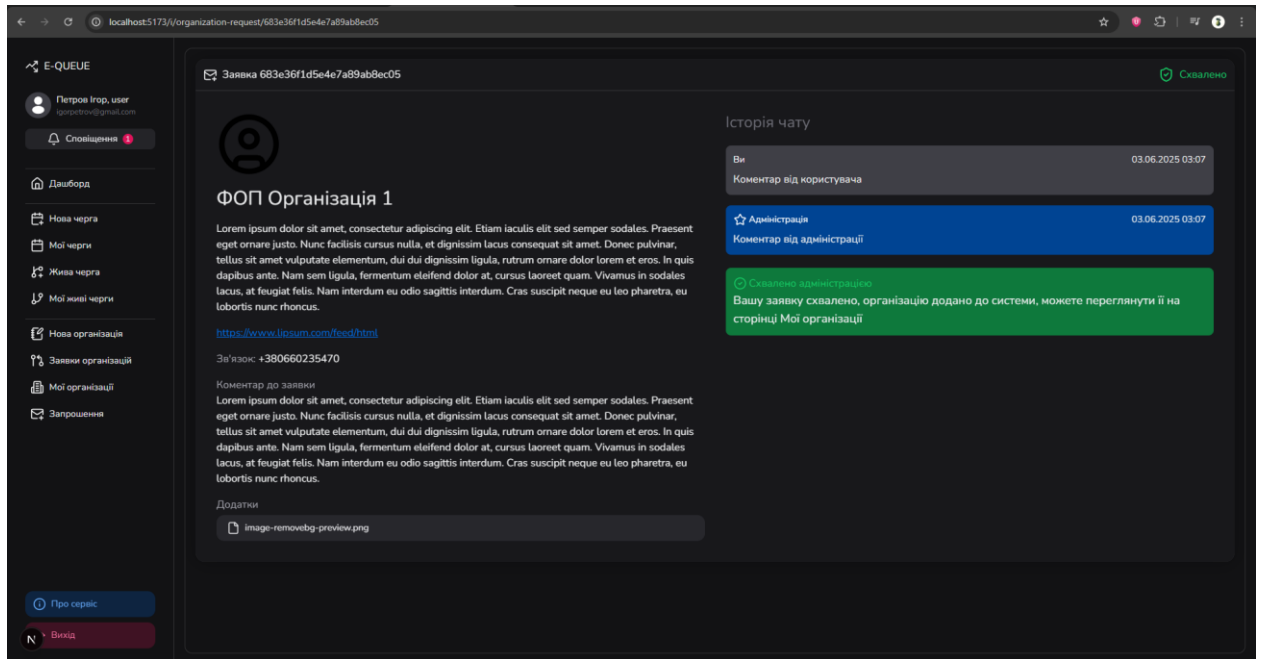 localhost:5173/i/organization-request/683e36f1d5e4e7a89ab8ec05
E-QUEUE
Петров Ігор, user
igorpetrov@gmail.com
Сповіщення 1
Дашборд
Нова черга
Мої черги
Жива черга
Мої живі черги
Нова організація
Заявки організацій
Мої організації
Запрошення
Про сервіс
N
Вихід
Заявка 683e36f1d5e4e7a89ab8ec05
Схвалено
ФОП Організація 1
Lorem ipsum dolor sit amet, consectetur adipiscing elit. Etiam iaculis elit sed semper sodales. Praesent
eget ornare justo. Nunc facilisis cursus nulla, et dignissim lacus consequat sit amet. Donec pulvinar,
tellus sit amet vulputate elementum, dui dui dignissim ligula, rutrum ornare dolor lorem et eros. In quis
dapibus ante. Nam sem ligula, fermentum eleifend dolor at, cursus laoreet quam. Vivamus in sodales
lacus, at feugiat felis. Nam interdum eu odio sagittis interdum. Cras suscipit neque eu leo pharetra, eu
lobortis nunc rhoncus.
https://www.lipsum.com/feed/html
Зв'язок: +380660235470
Коментар до заявки
Lorem ipsum dolor sit amet, consectetur adipiscing elit. Etiam iaculis elit sed semper sodales. Praesent
eget ornare justo. Nunc facilisis cursus nulla, et dignissim lacus consequat sit amet. Donec pulvinar,
tellus sit amet vulputate elementum, dui dui dignissim ligula, rutrum ornare dolor lorem et eros. In quis
dapibus ante. Nam sem ligula, fermentum eleifend dolor at, cursus laoreet quam. Vivamus in sodales
lacus, at feugiat felis. Nam interdum eu odio sagittis interdum. Cras suscipit neque eu leo pharetra, eu
lobortis nunc rhoncus.
Додатки
image-removebg-preview.png
Історія чату
Ви 03.06.2025 03:07
Коментар від користувача
Адміністрація 03.06.2025 03:07
Коментар від адміністрації
Схвалено адміністрацією
Вашу заявку схвалено, організацію додано до системи, можете переглянути її на
сторінці Мої організації